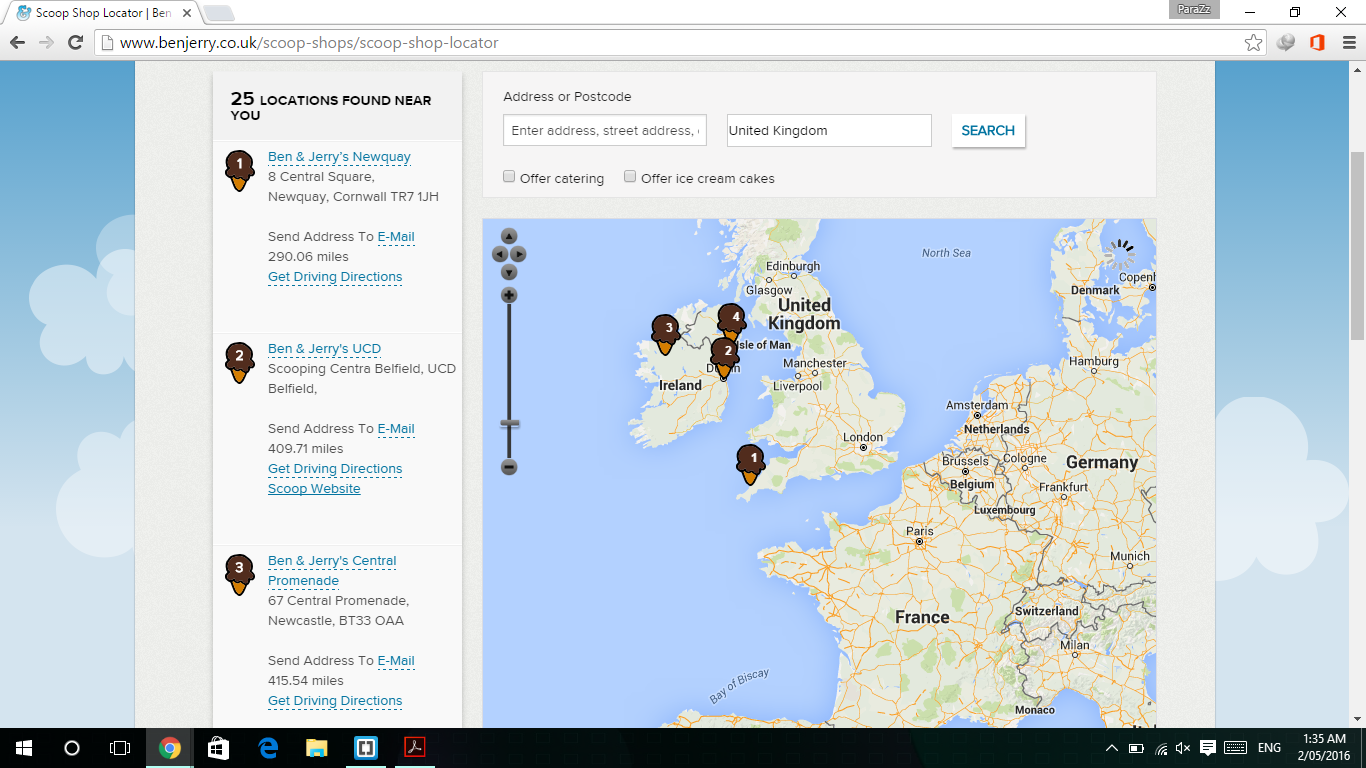 Scoop Shop Locator | Ben
ParaZz
www.benjerry.co.uk/scoop-shops/scoop-shop-locator
25 LOCATIONS FOUND NEAR
YOU
1
Ben & Jerry's Newquay
8 Central Square,
Newquay, Cornwall TR7 1JH
Send Address To E-Mail
290.06 miles
Get Driving Directions
2
Ben & Jerry's UCD
Scooping Centra Belfield, UCD
Belfield,
Send Address To E-Mail
409.71 miles
Get Driving Directions
Scoop Website
3
Ben & Jerry's Central
Promenade
67 Central Promenade,
Newcastle, BT33 OAA
Send Address To E-Mail
415.54 miles
Get Driving Directions
Address or Postcode
Enter address, street address,
United Kingdom
SEARCH
Offer catering
Offer ice cream cakes
North Sea
Edinburgh
Glasgow
United
Kingdom
Denmark
Copenh
3
4
2
1
Isle of Man
Dublin
Ireland
Manchester
Liverpool
Hamburg
Amsterdam
Netherlands
London
Brussels
Belgium
Cologne
Germany
Frankfurt
Luxembourg
Paris
Munich
France
Switzerland
Milan
Bay of Biscay
Monaco
ENG
1:35 AM
2/05/2016